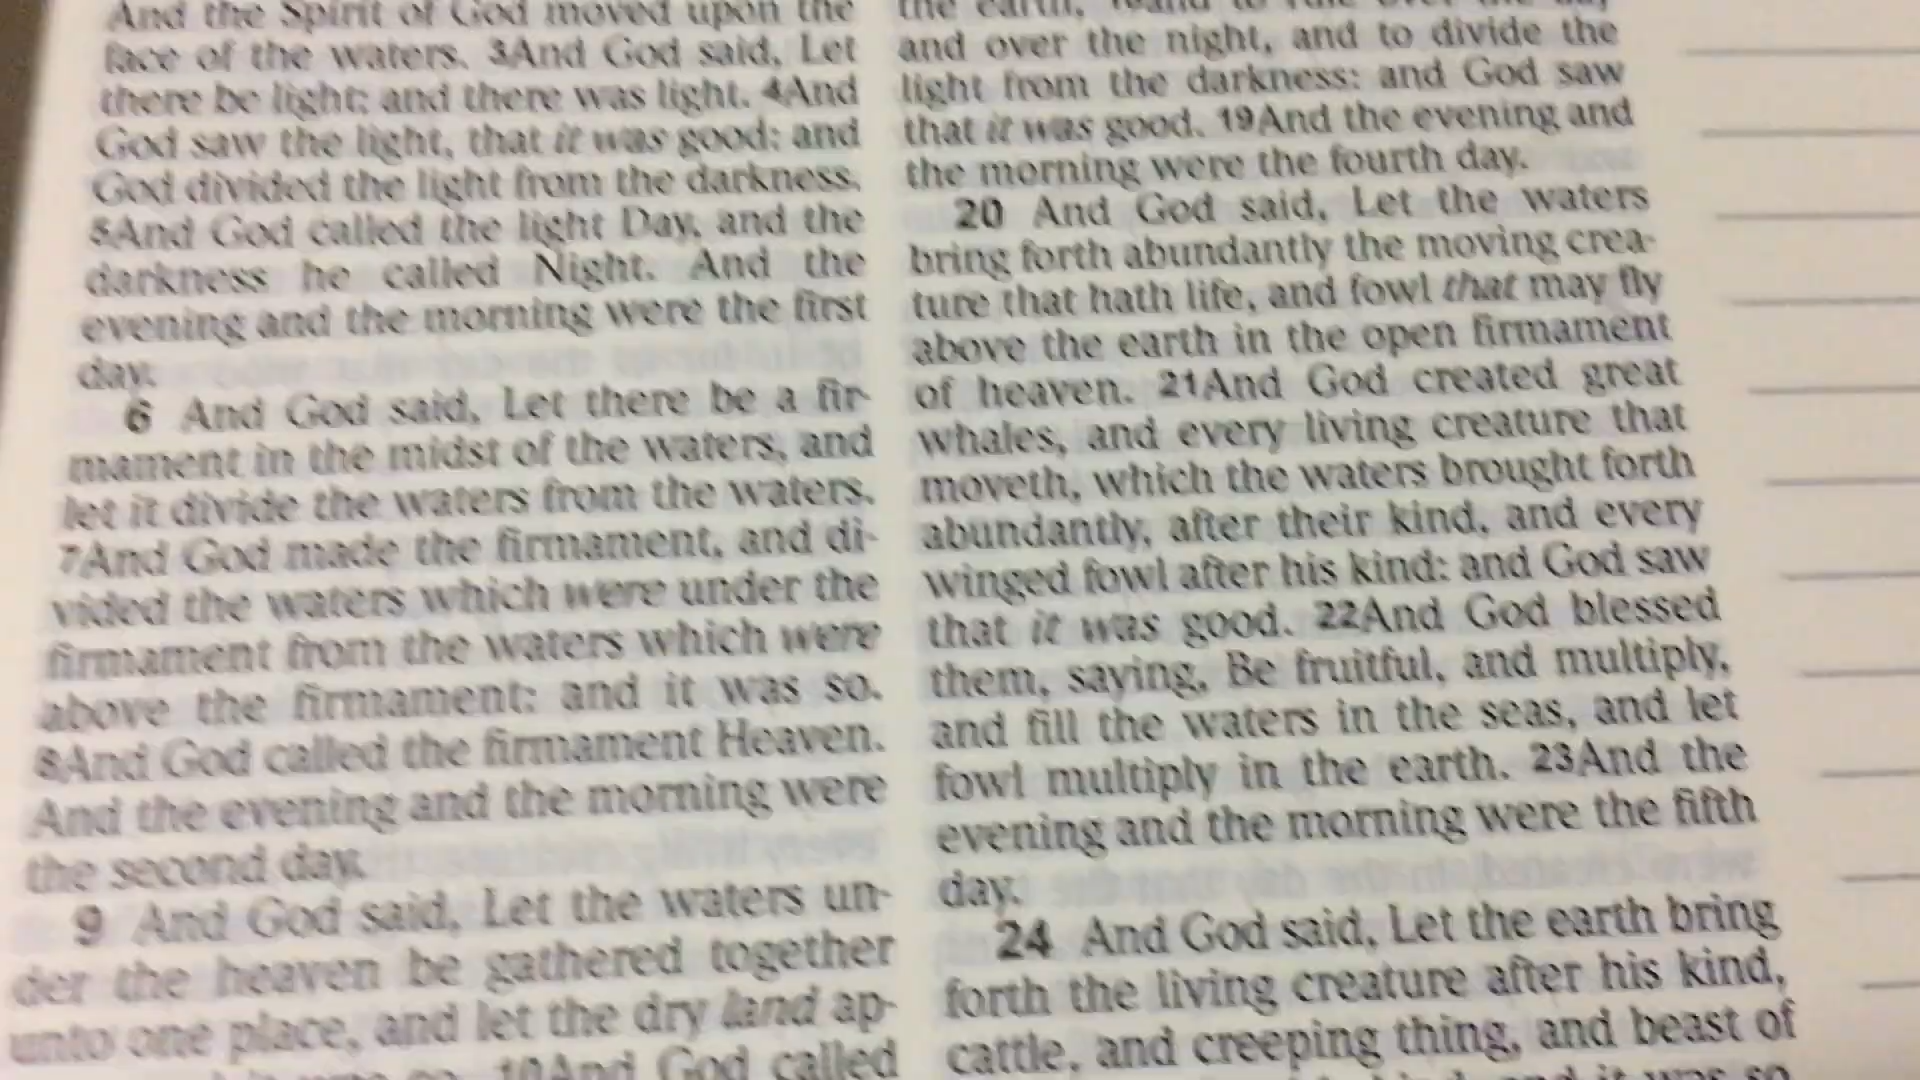 And the Spirit of God moved upon the
face of the waters. 3And God said, Let
there be light: and there was light. 4And
God saw the light, that it was good: and
God divided the light from the darkness.
5And God called the light Day, and the
darkness he called Night. And the
evening and the morning were the first
day.
6 And God said, Let there be a fir-
mament in the midst of the waters, and
let it divide the waters from the waters.
7And God made the firmament, and di-
vided the waters which were under the
firmament from the waters which were
above the firmament: and it was so.
8And God called the firmament Heaven.
And the evening and the morning were
the second day.
9 And God said, Let the waters un-
der the heaven be gathered together
unto one place, and let the dry land ap-
10And God called
the earth, to rule over the day
and over the night, and to divide the
light from the darkness: and God saw
that it was good. 19And the evening and
the morning were the fourth day.
20 And God said, Let the waters
bring forth abundantly the moving crea-
ture that hath life, and fowl that may fly
above the earth in the open firmament
of heaven. 21And God created great
whales, and every living creature that
moveth, which the waters brought forth
abundantly, after their kind, and every
winged fowl after his kind: and God saw
that it was good. 22And God blessed
them, saying, Be fruitful, and multiply,
and fill the waters in the seas, and let
fowl multiply in the earth. 23And the
evening and the morning were the fifth
day.
24 And God said, Let the earth bring
forth the living creature after his kind,
cattle, and creeping thing, and beast of
and it was so